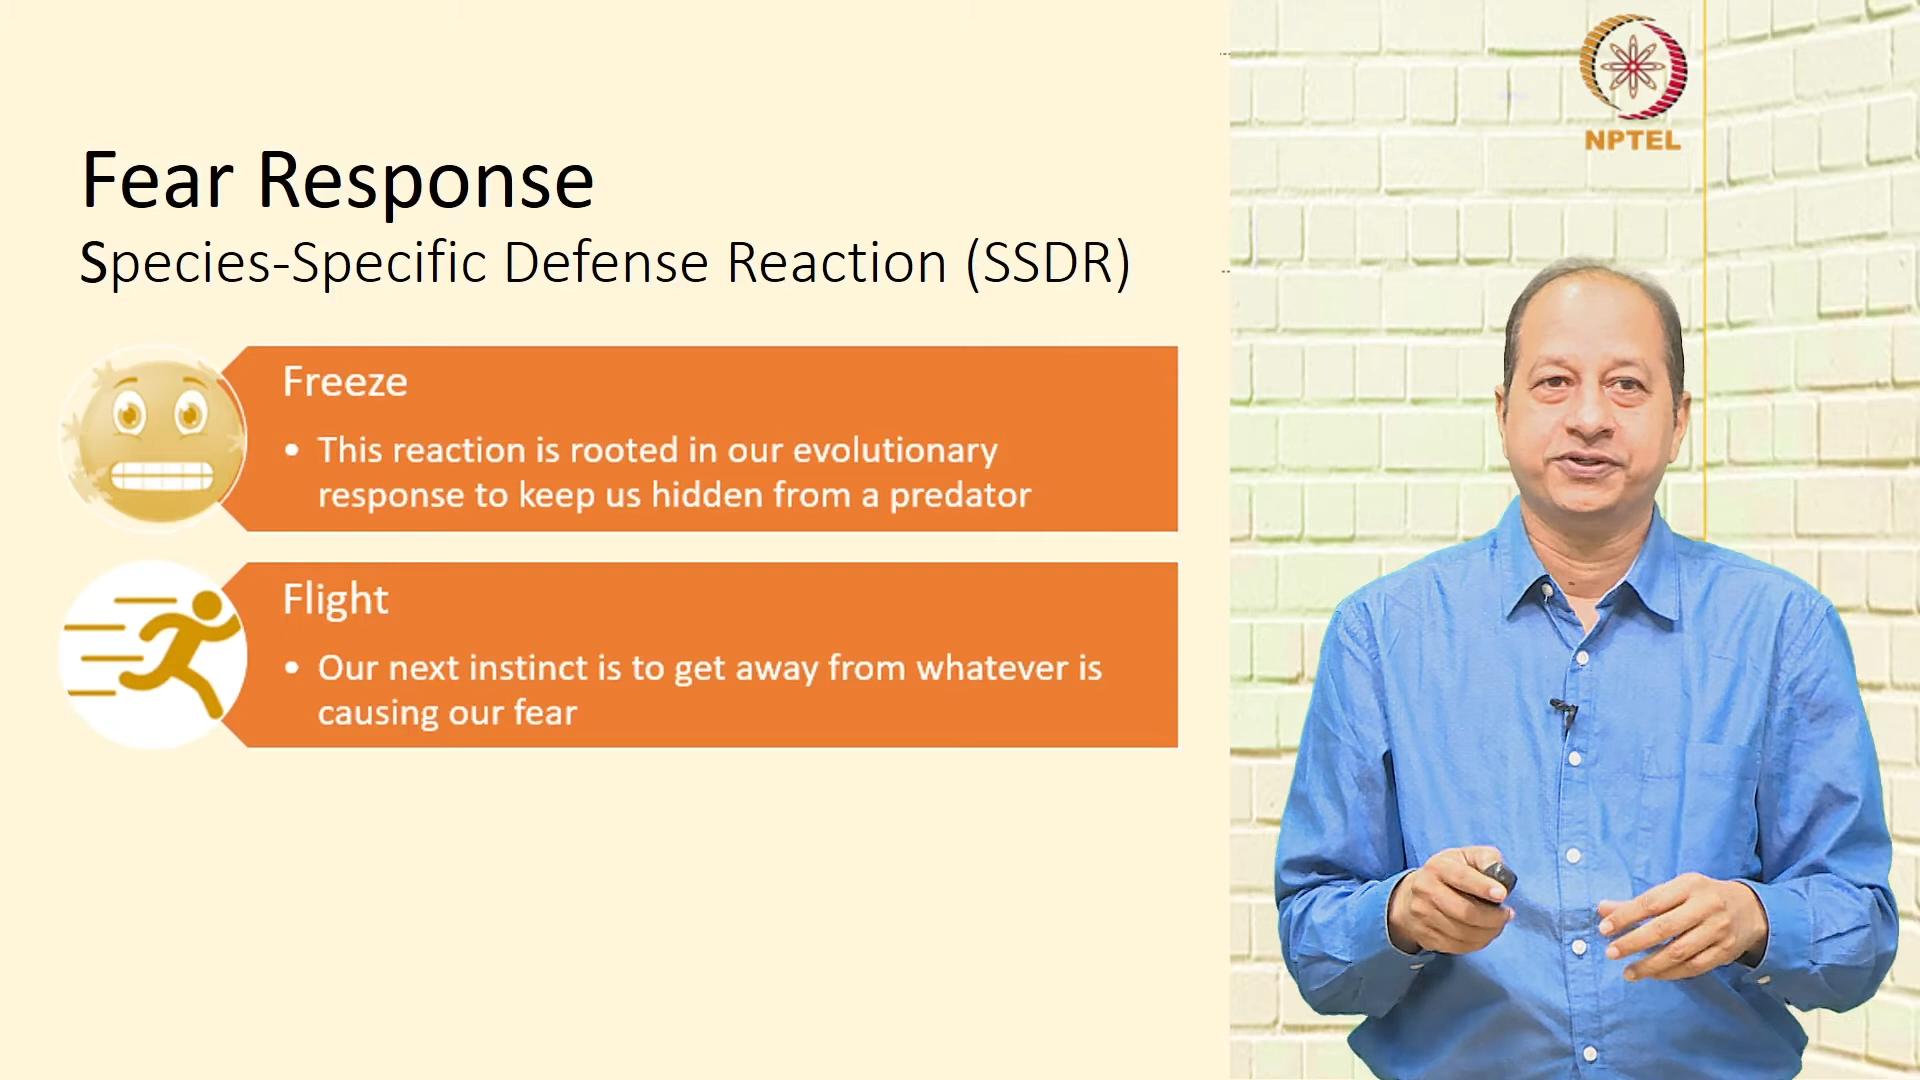 NPTEL
Fear Response
Species-Specific Defense Reaction (SSDR)
Freeze
• This reaction is rooted in our evolutionary
response to keep us hidden from a predator
Flight
• Our next instinct is to get away from whatever is
causing our fear